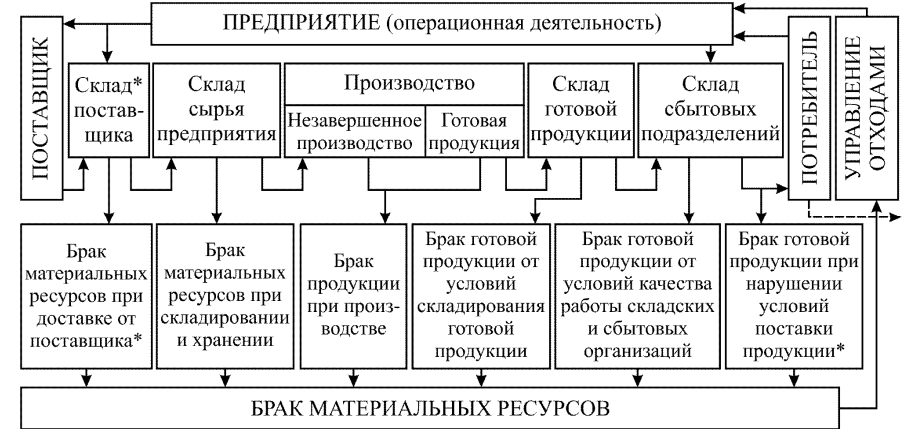 ПРЕДПРИЯТИЕ (операционная деятельность)
ПОСТАВЩИК
Склад*
постав-
щика
Склад
сырья
предприятия
Производство
Незавершенное
производство
Готовая
продукция
Склад
готовой
продукции
Склад
сбытовых
подразделений
ПОТРЕБИТЕЛЬ
УПРАВЛЕНИЕ
ОТХОДАМИ
Брак
материальных
ресурсов при
доставке от
поставщика*
Брак
материальных
ресурсов при
складировании
и хранении
Брак
продукции
при произ-
водстве
Брак готовой
продукции от
условий
складирования
готовой
продукции
Брак готовой
продукции от
условий качества
работы складских
и сбытовых
организаций
Брак готовой
продукции при
нарушении
условий
поставки
продукции*
БРАК МАТЕРИАЛЬНЫХ РЕСУРСОВ